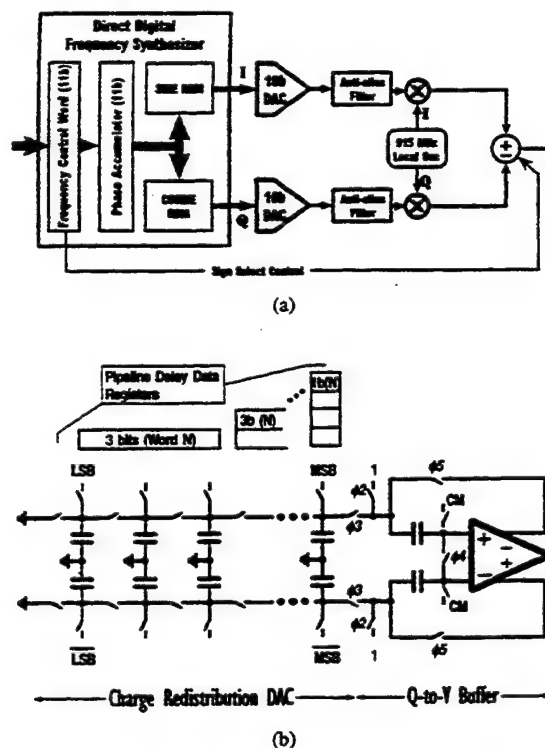 Direct Digital
Frequency Synthesizer
Frequency Control Word (11b)
Phase Accumulator (11b)
SINE ROM
COSINE ROM
I
Q
10b
DAC
10b
DAC
Anti-alias
Filter
Anti-alias
Filter
I
915 MHz
Local Osc
Q
Sign Select Control
(a)
Pipeline Delay Data
Registers
3 bits (Word N)
3b (N)
1b(N)
LSB
MSB
1
ϕ2
ϕ3
ϕ5
CM
ϕ4
ϕ3
ϕ2
CM
ϕ5
LSB
MSB
1
Charge Redistribution DAC
Q-to-V Buffer
(b)